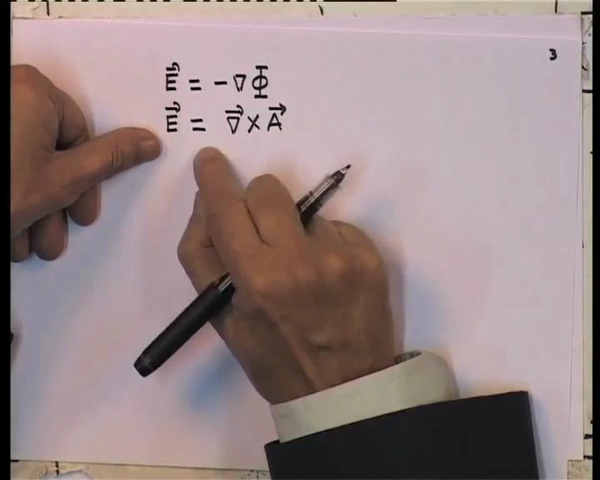 3
E⃗ = -∇Φ
E⃗ = ∇⃗ × A⃗